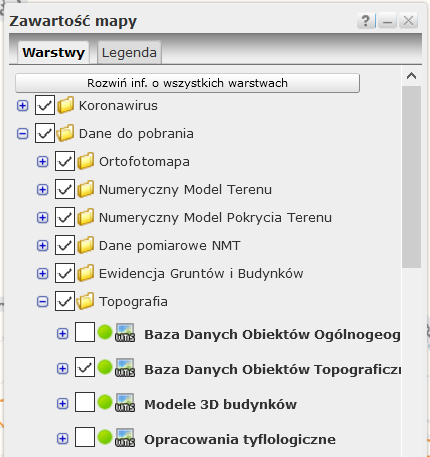 Zawartość mapy
Warstwy Legenda
Rozwiń inf. o wszystkich warstwach
Koronawirus
Dane do pobrania
Ortofotomapa
Numeryczny Model Terenu
Numeryczny Model Pokrycia Terenu
Dane pomiarowe NMT
Ewidencja Gruntów i Budynków
Topografia
Baza Danych Obiektów Ogólnogeog
Baza Danych Obiektów Topograficzn
Modele 3D budynków
Opracowania tyflologiczne